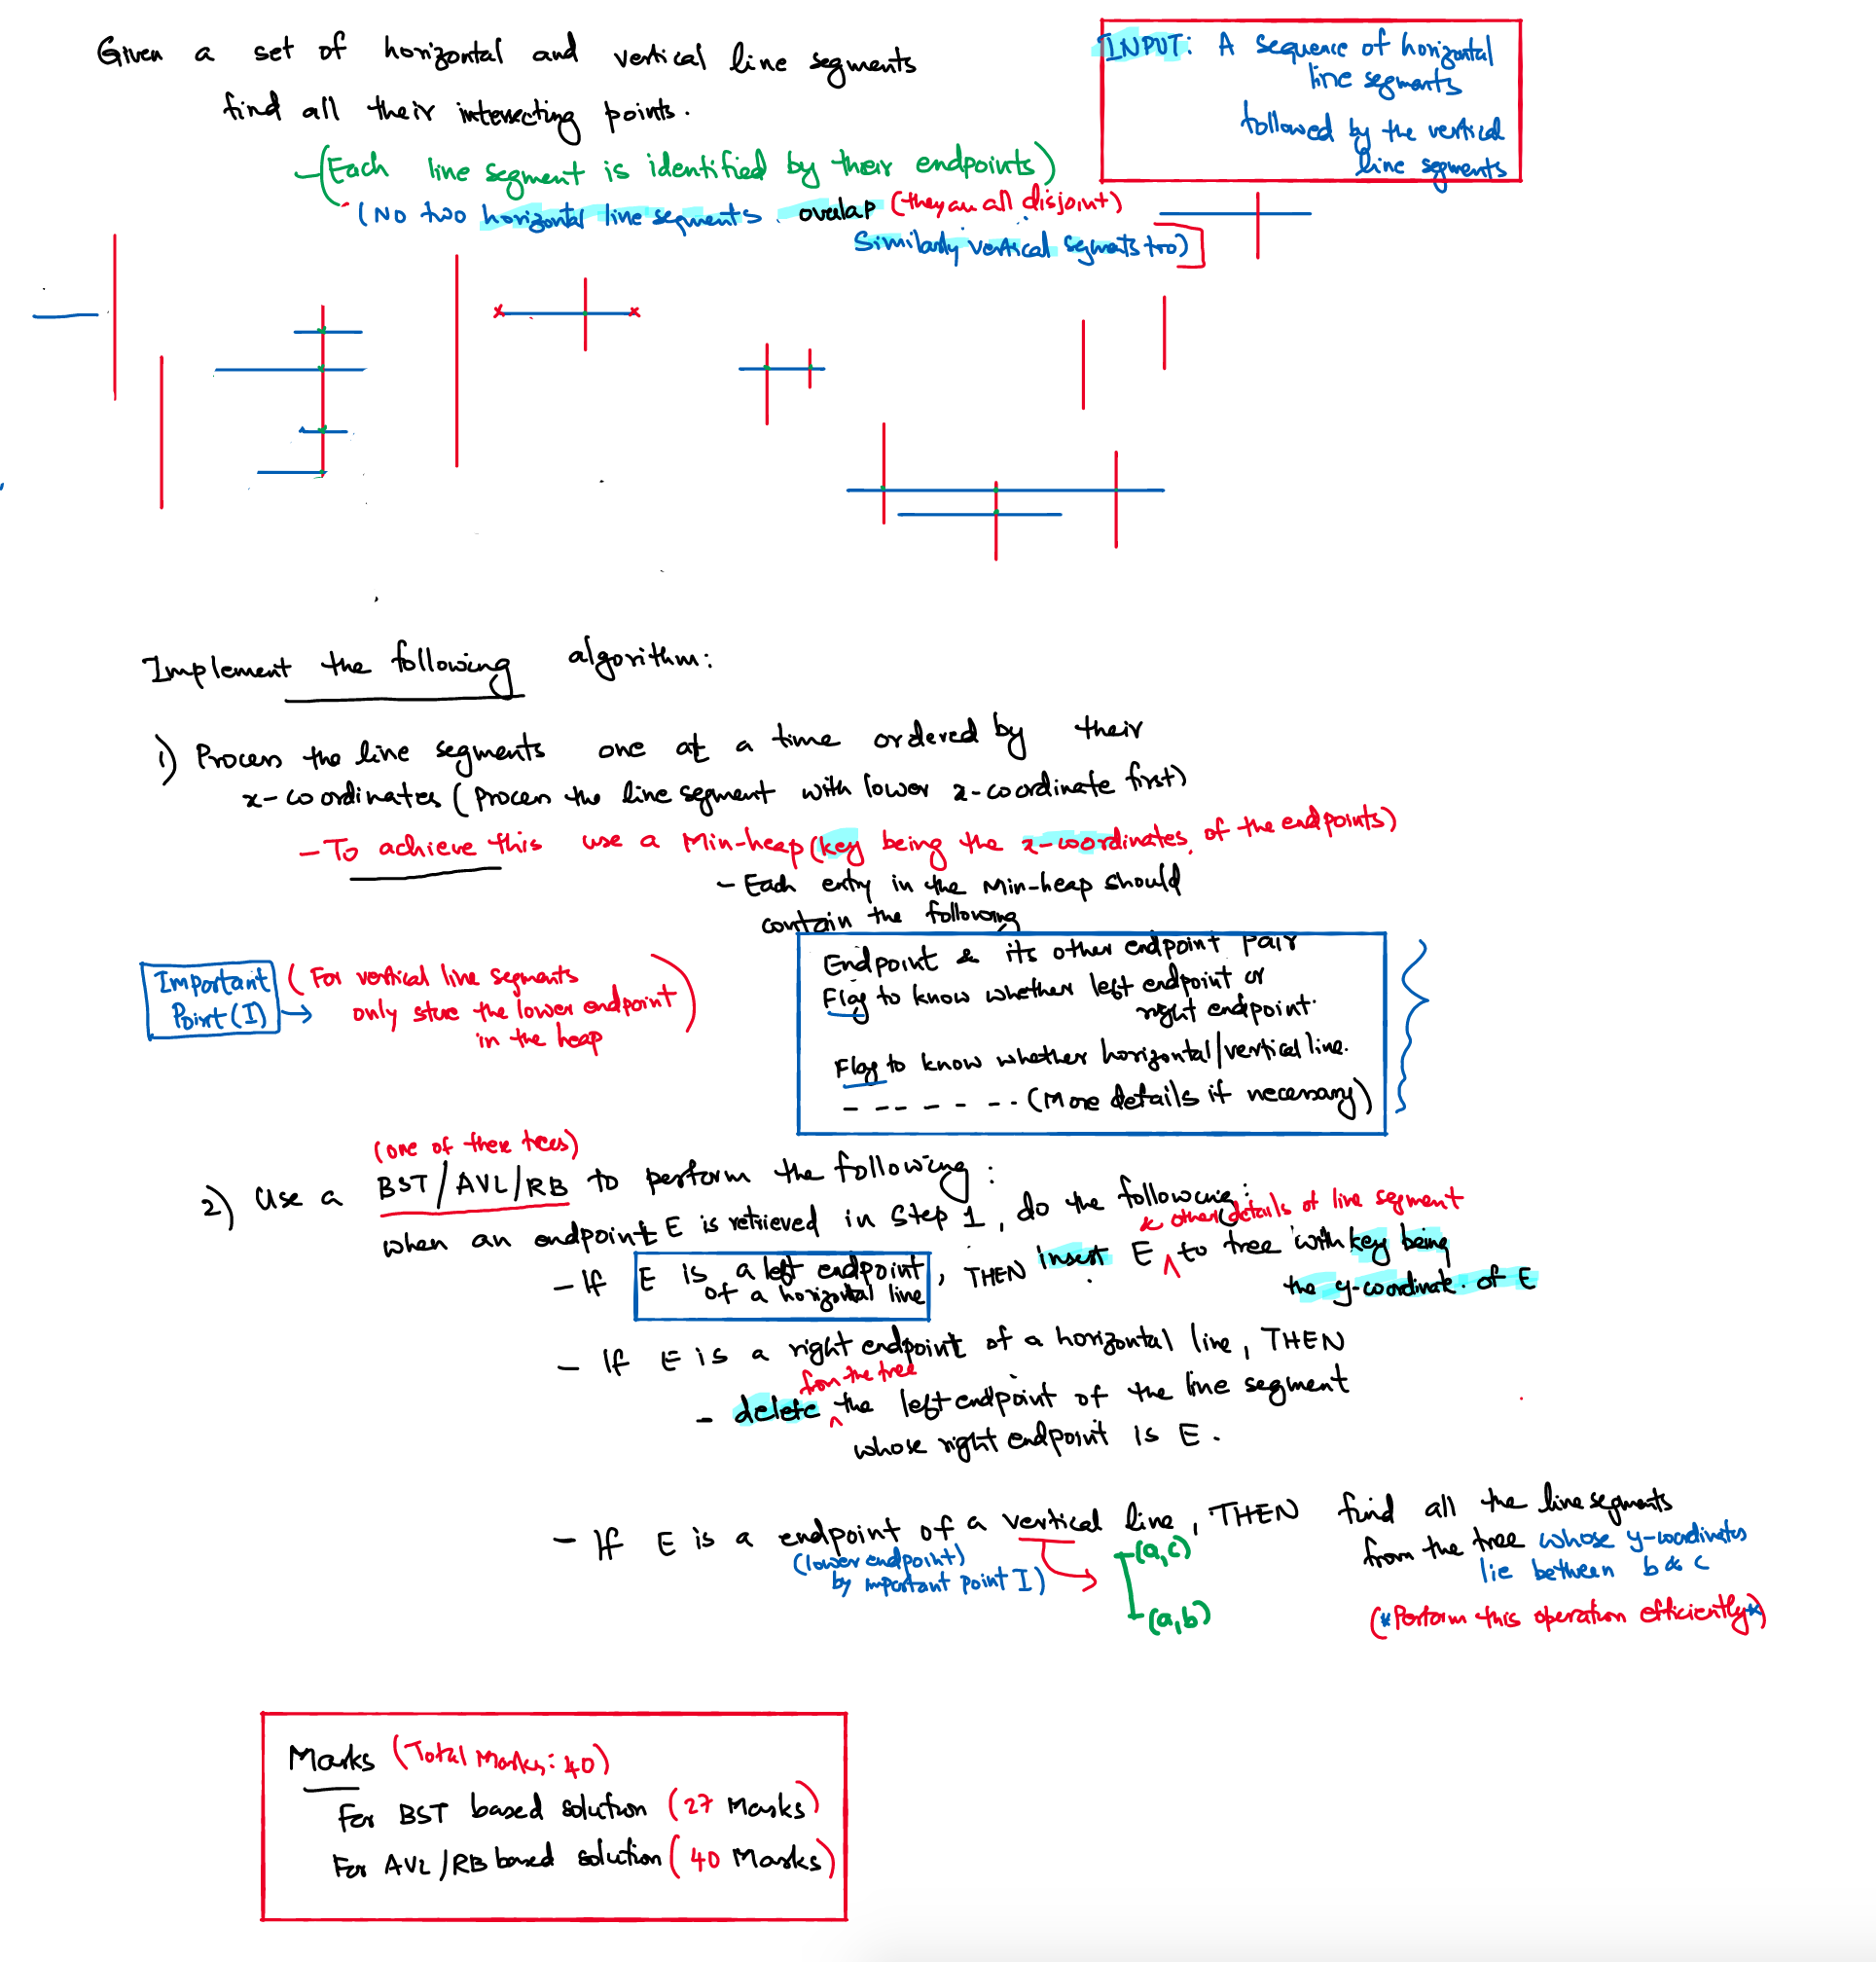 Given a set of horizontal and vertical line segments
find all their intersecting points.
-(Each line segment is identified by their endpoints)
-(No two horizontal line segments overlap (they are all disjoint)
Similarly vertical segments too)
INPUT: A sequence of horizontal
line segments
followed by the vertical
line segments
Implement the following algorithm:
1) Process the line segments one at a time ordered by their
x-coordinates (Process the line segment with lower x-coordinate first)
- To achieve this use a Min-heap (key being the x-coordinates of the endpoints)
- Each entry in the Min-heap should
contain the following
Endpoint & its other endpoint pair
Flag to know whether left endpoint or
right endpoint.
Flag to know whether horizontal/vertical line.
- - - - - - - (More details if necessary)
Important
Point (I) →
(For vertical line segments
only store the lower endpoint
in the heap)
(one of these trees)
2) Use a BST/AVL/RB to perform the following:
when an endpoint E is retrieved in Step 1, do the following:
& other details of line segment
- If E is a left endpoint
of a horizontal line, THEN insert E ^ to tree with key being
the y-coordinate of E
- If E is a right endpoint of a horizontal line, THEN
from the tree
- delete ^ the left endpoint of the line segment
whose right endpoint is E.
- If E is a endpoint of a vertical line, THEN find all the line segments
(lower endpoint)
by important point I)
(a,c)
(a,b)
from the tree whose y-coordinates
lie between b & c
(*Perform this operation efficiently*)
Marks (Total Marks: 40)
For BST based solution (27 Marks)
For AVL/RB based solution (40 Marks)